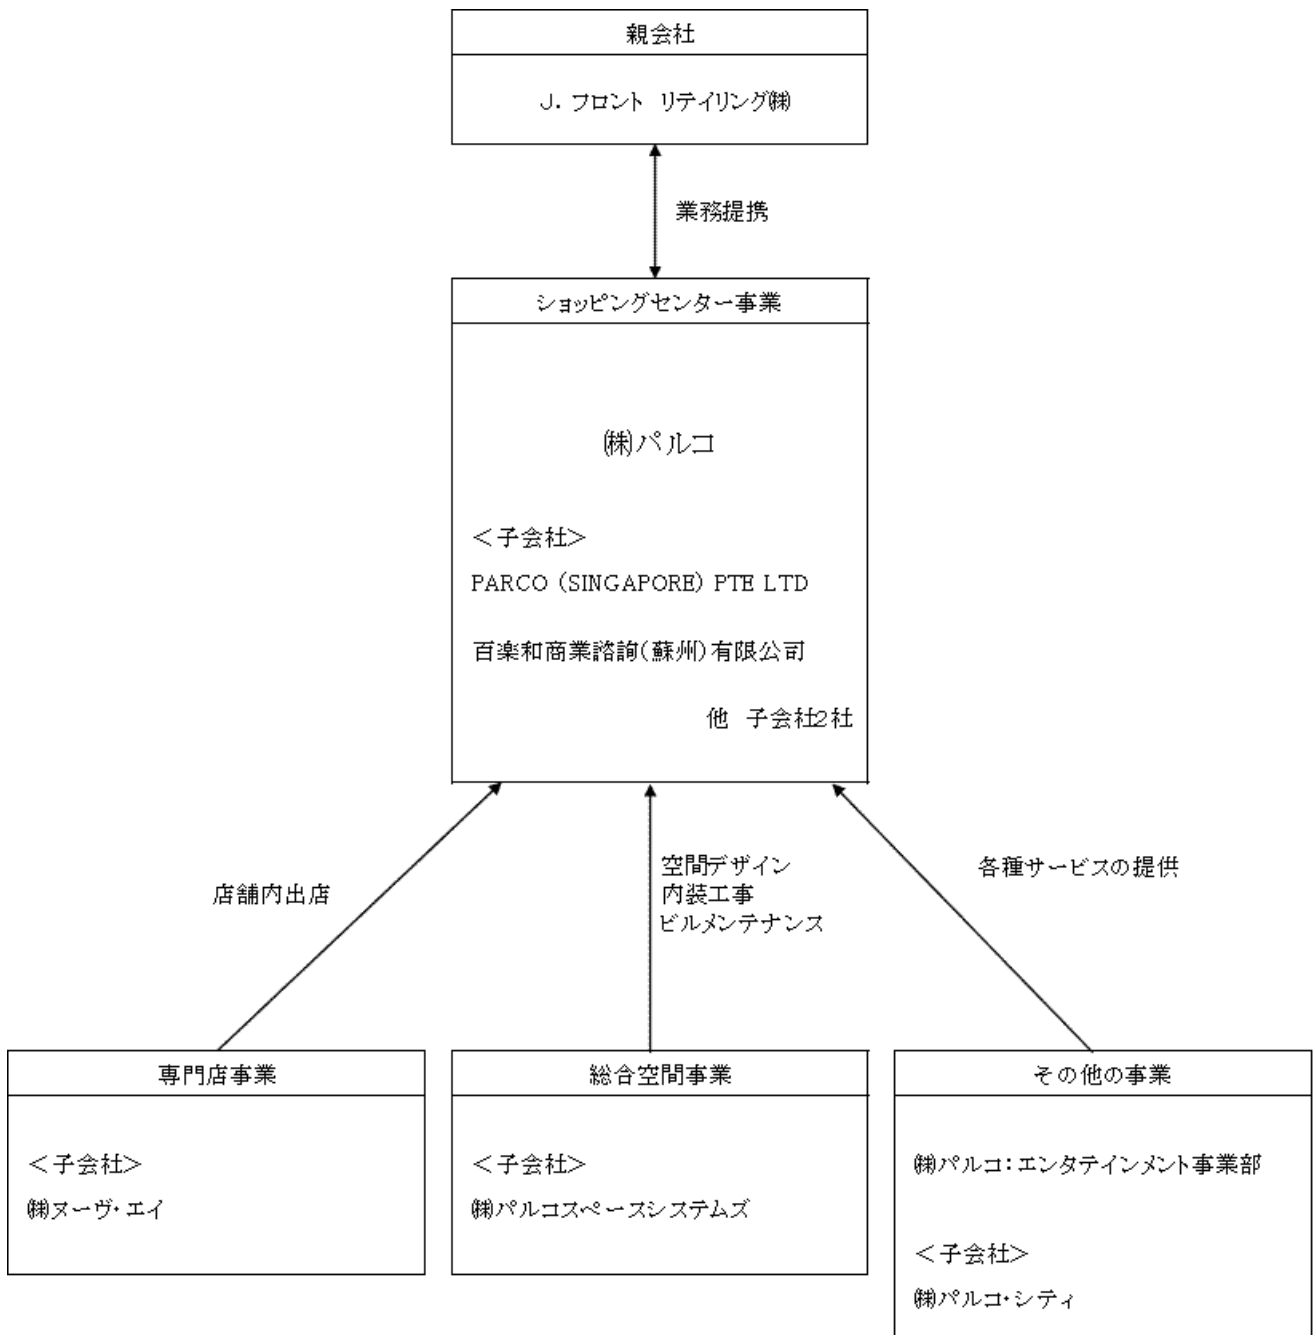 親会社
J. フロント リテイリング㈱
業務提携
ショッピングセンター事業
㈱パルコ
＜子会社＞
PARCO (SINGAPORE) PTE LTD
百楽和商業諮詢(蘇州)有限公司
他 子会社2社
店舗内出店
空間デザイン
内装工事
ビルメンテナンス
各種サービスの提供
専門店事業
＜子会社＞
㈱ヌーヴ･エイ
総合空間事業
＜子会社＞
㈱パルコスペースシステムズ
その他の事業
㈱パルコ：エンタテインメント事業部
＜子会社＞
㈱パルコ･シティ